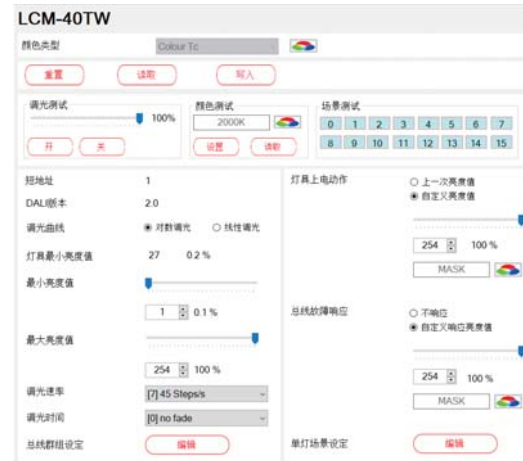 LCM-40TW
颜色类型 Colour Tc
重置 读取 写入
调光测试 颜色测试 场景测试
100% 2000K 0 1 2 3 4 5 6 7
开 关 设置 读取 8 9 10 11 12 13 14 15
短地址 1 灯具上电动作 上一次亮度值
DALI版本 2.0 自定义亮度值
调光曲线 对数调光 线性调光
灯具最小亮度值 27 0.2 % 254 100 %
最小亮度值 MASK
1 0.1 % 总线故障响应 不响应
自定义响应亮度值
最大亮度值
254 100 % 254 100 %
调光速率 [7] 45 Steps/s MASK
调光时间 [0] no fade
总线群组设定 编辑 单灯场景设定 编辑